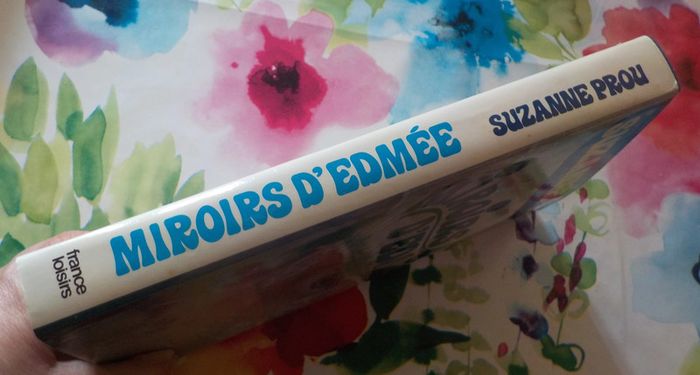 france
loisirs
MIROIRS D'EDMÉE
SUZANNE PROU